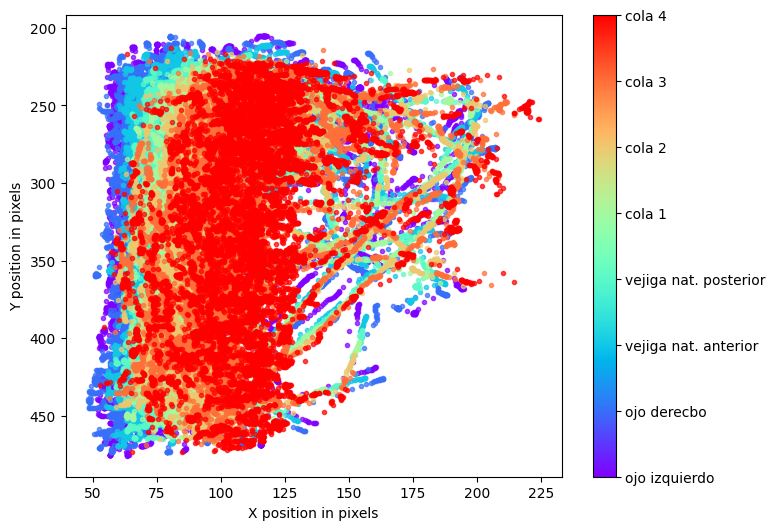 200
250
300
350
400
450
Y position in pixels
50
75
100
125
150
175
200
225
X position in pixels
cola 4
cola 3
cola 2
cola 1
vejiga nat. posterior
vejiga nat. anterior
ojo derecbo
ojo izquierdo